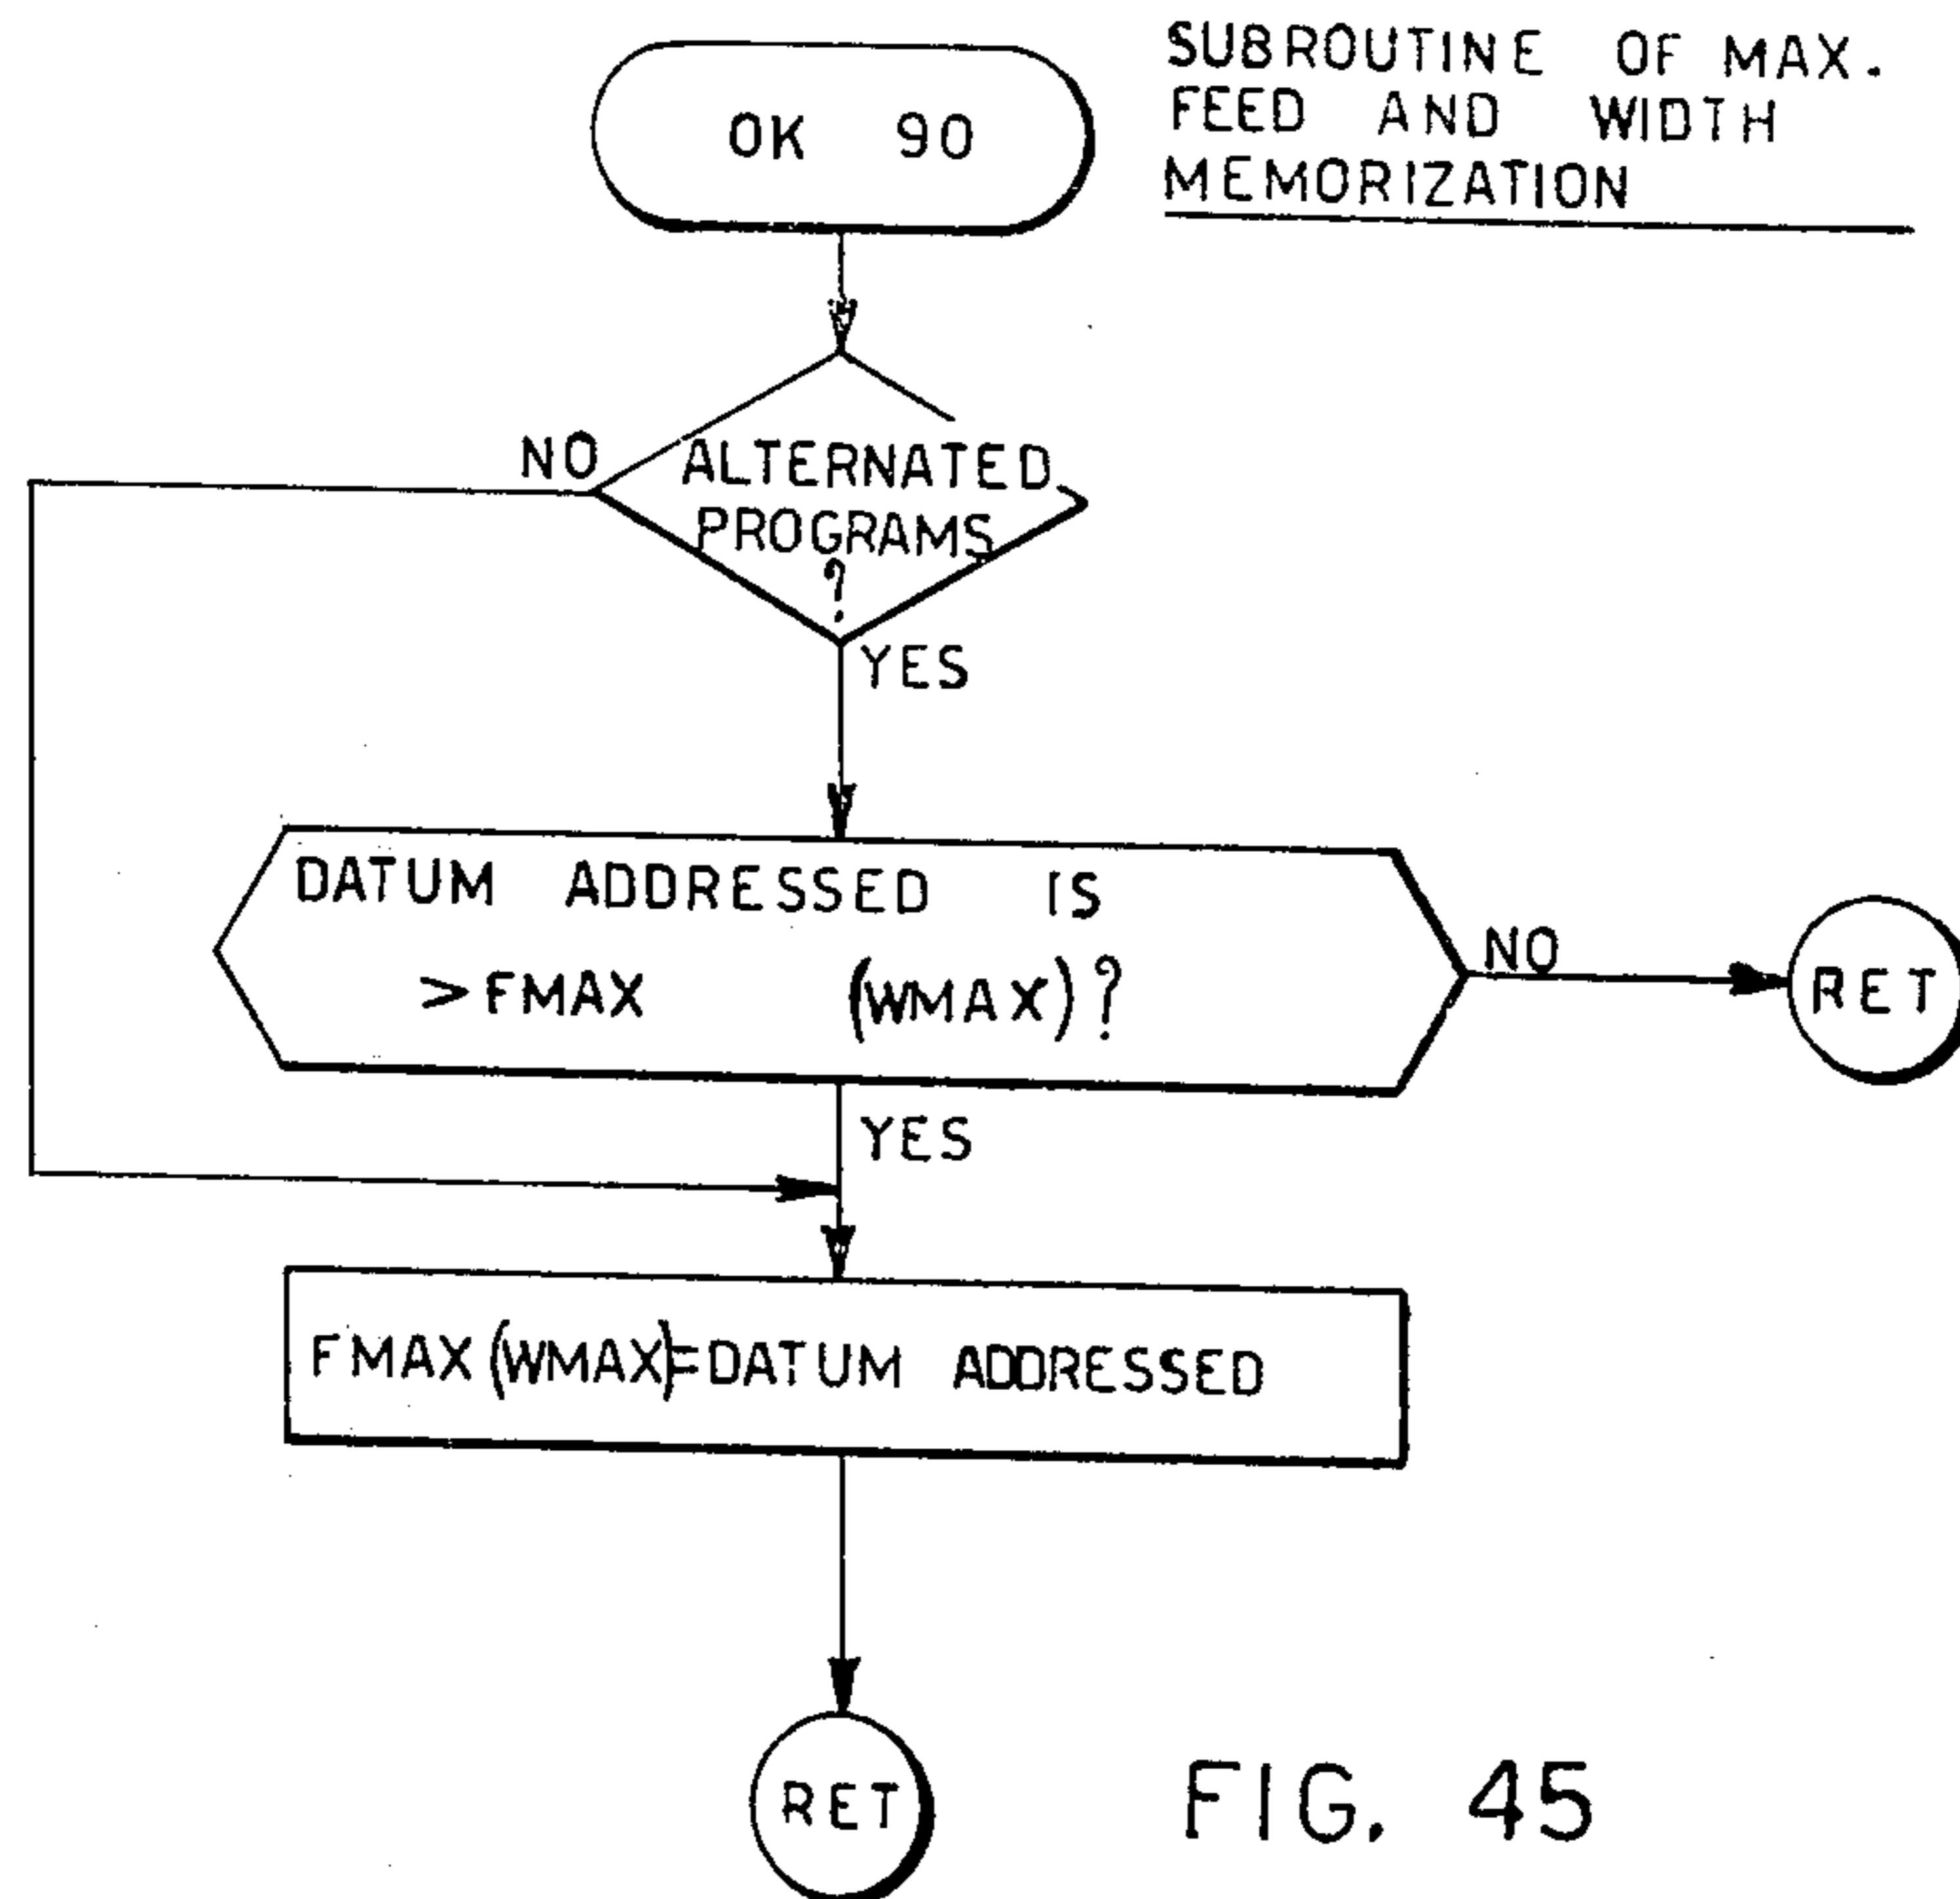 SUBROUTINE OF MAX.
FEED AND WIDTH
MEMORIZATION
OK 90
NO
ALTERNATED
PROGRAMS
?
YES
DATUM ADDRESSED IS
>FMAX (WMAX)?
NO
RET
YES
FMAX(WMAX)=DATUM ADDRESSED
RET
FIG. 45